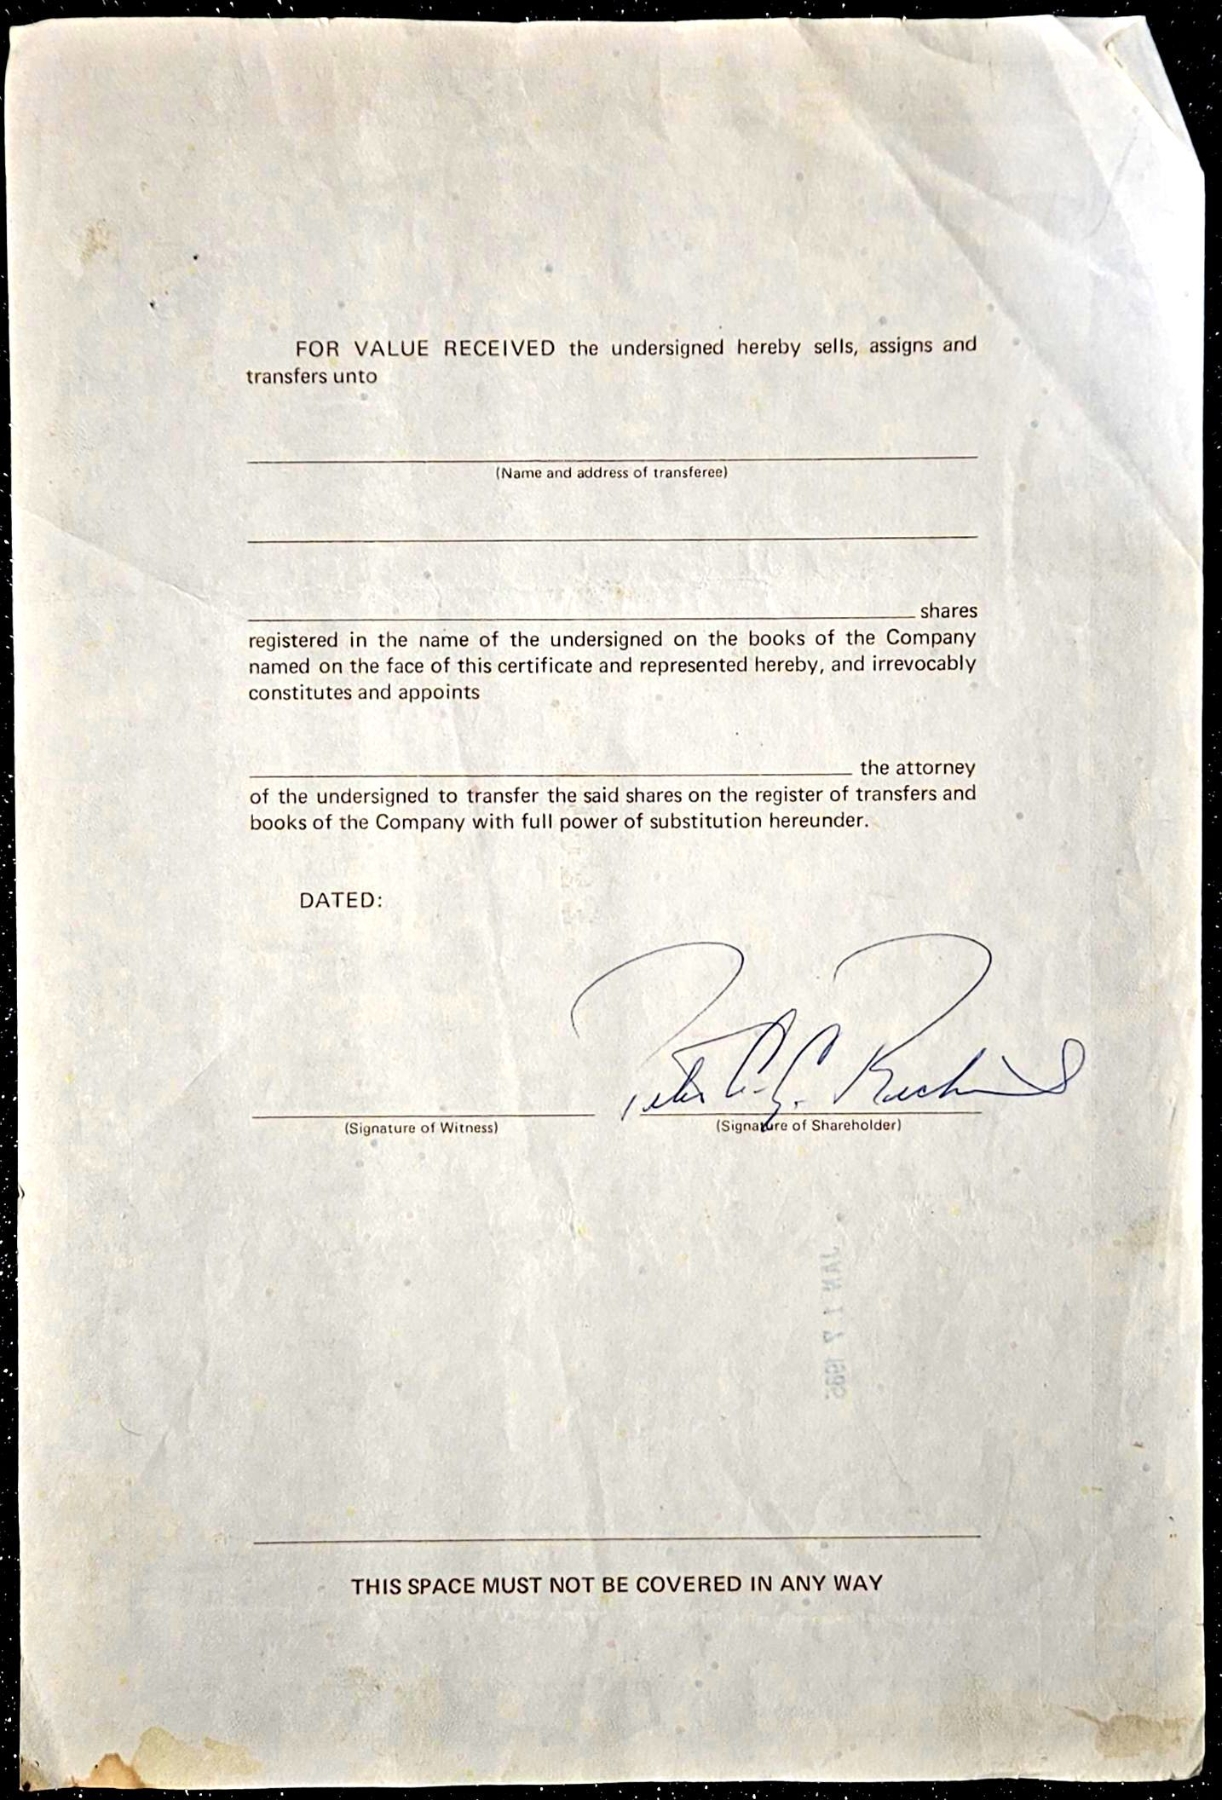 FOR VALUE RECEIVED the undersigned hereby sells, assigns and
transfers unto
(Name and address of transferee)
shares
registered in the name of the undersigned on the books of the Company
named on the face of this certificate and represented hereby, and irrevocably
constitutes and appoints
the attorney
of the undersigned to transfer the said shares on the register of transfers and
books of the Company with full power of substitution hereunder.
DATED:
Peter
(Signature of Witness)
(Signature of Shareholder)
JAN 17
THIS SPACE MUST NOT BE COVERED IN ANY WAY